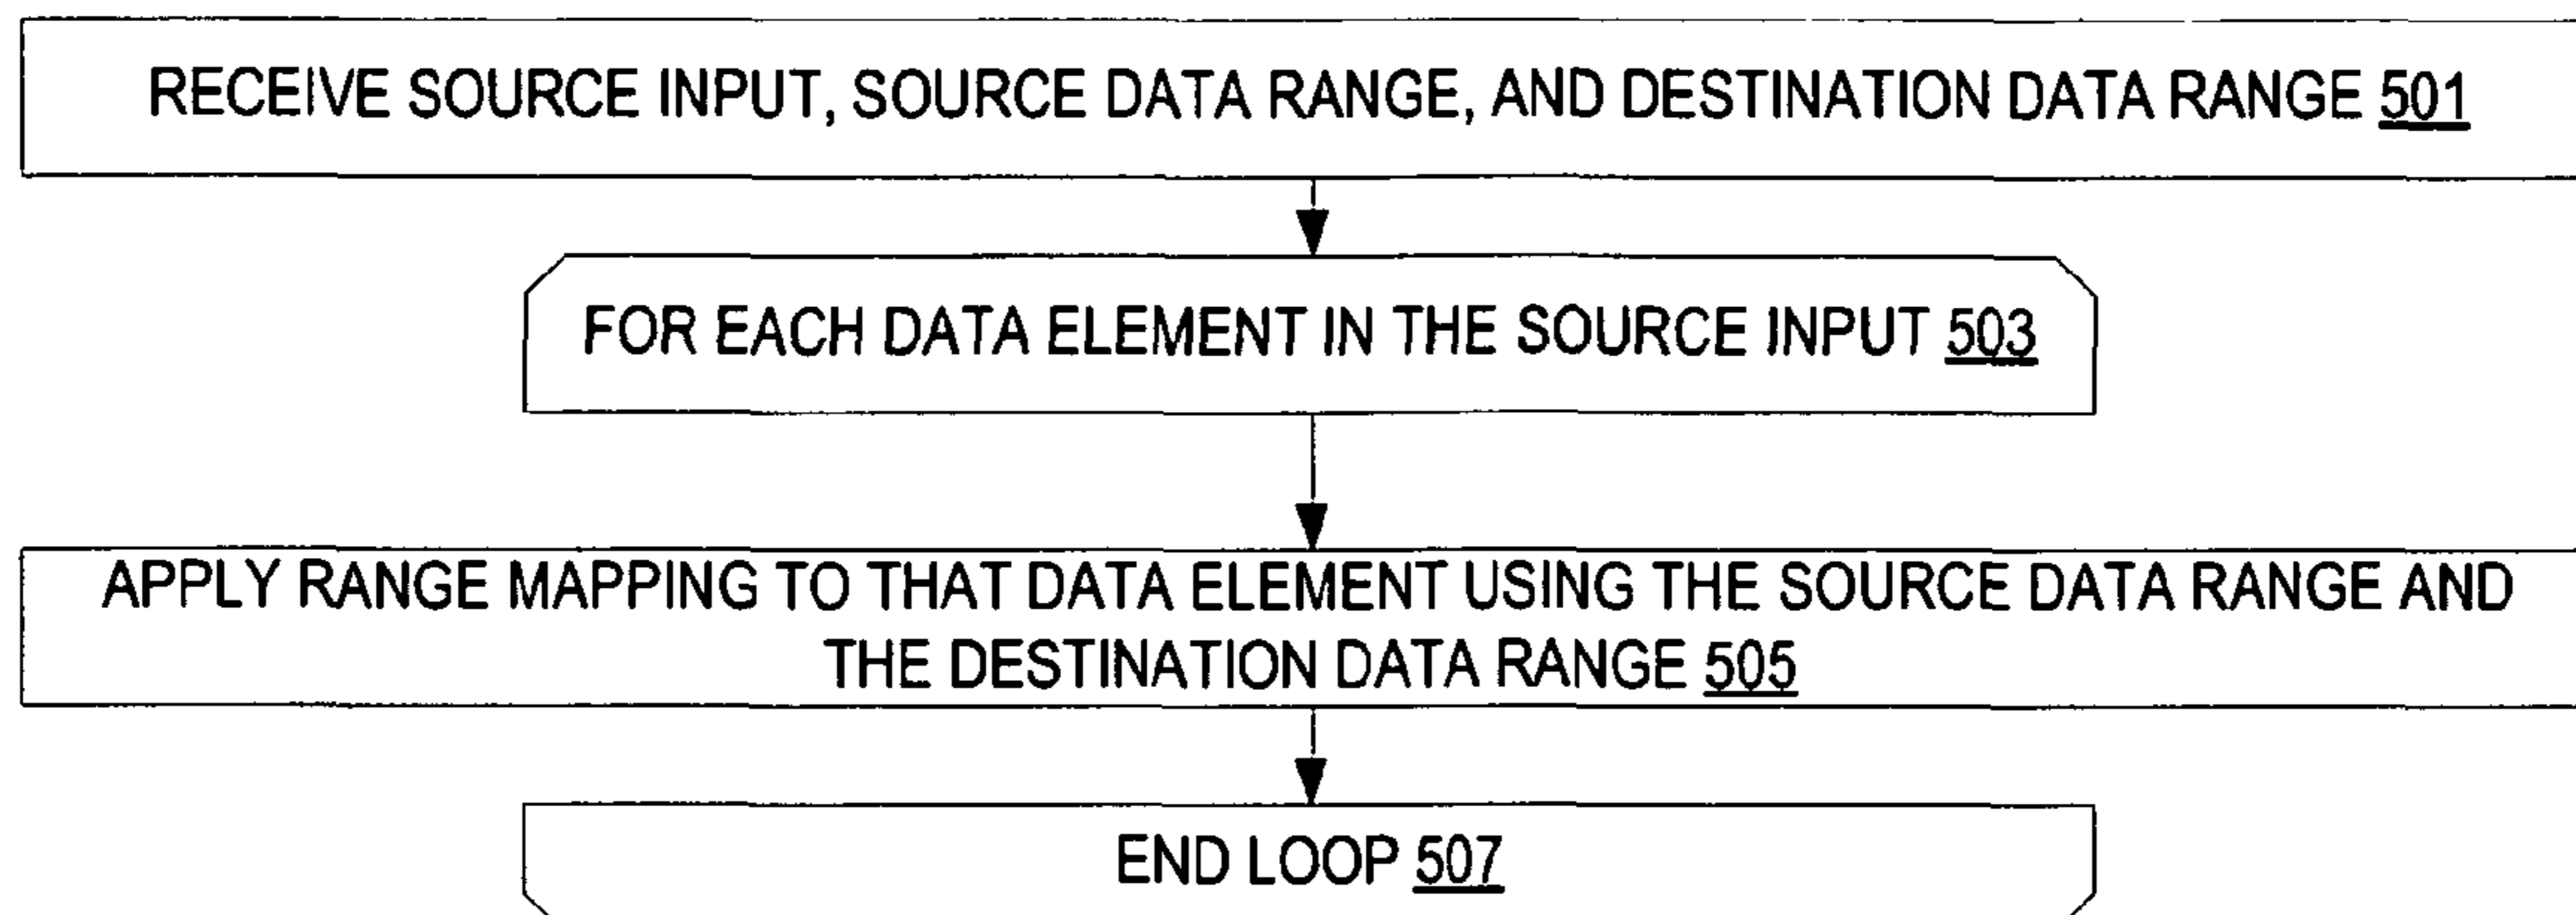 RECEIVE SOURCE INPUT, SOURCE DATA RANGE, AND DESTINATION DATA RANGE 501
FOR EACH DATA ELEMENT IN THE SOURCE INPUT 503
APPLY RANGE MAPPING TO THAT DATA ELEMENT USING THE SOURCE DATA RANGE AND
THE DESTINATION DATA RANGE 505
END LOOP 507